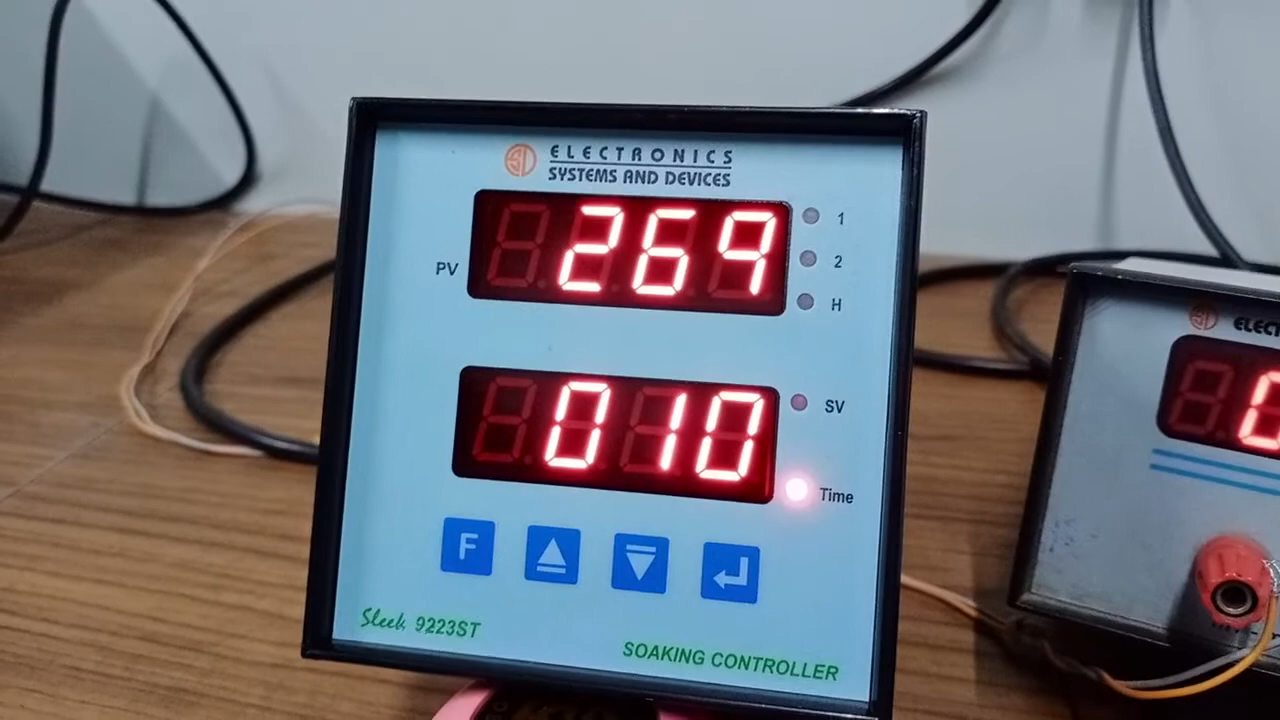 ELECTRONICS
SYSTEMS AND DEVICES
PV
269
1
2
H
010
SV
Time
F
Sleek 9223ST
SOAKING CONTROLLER